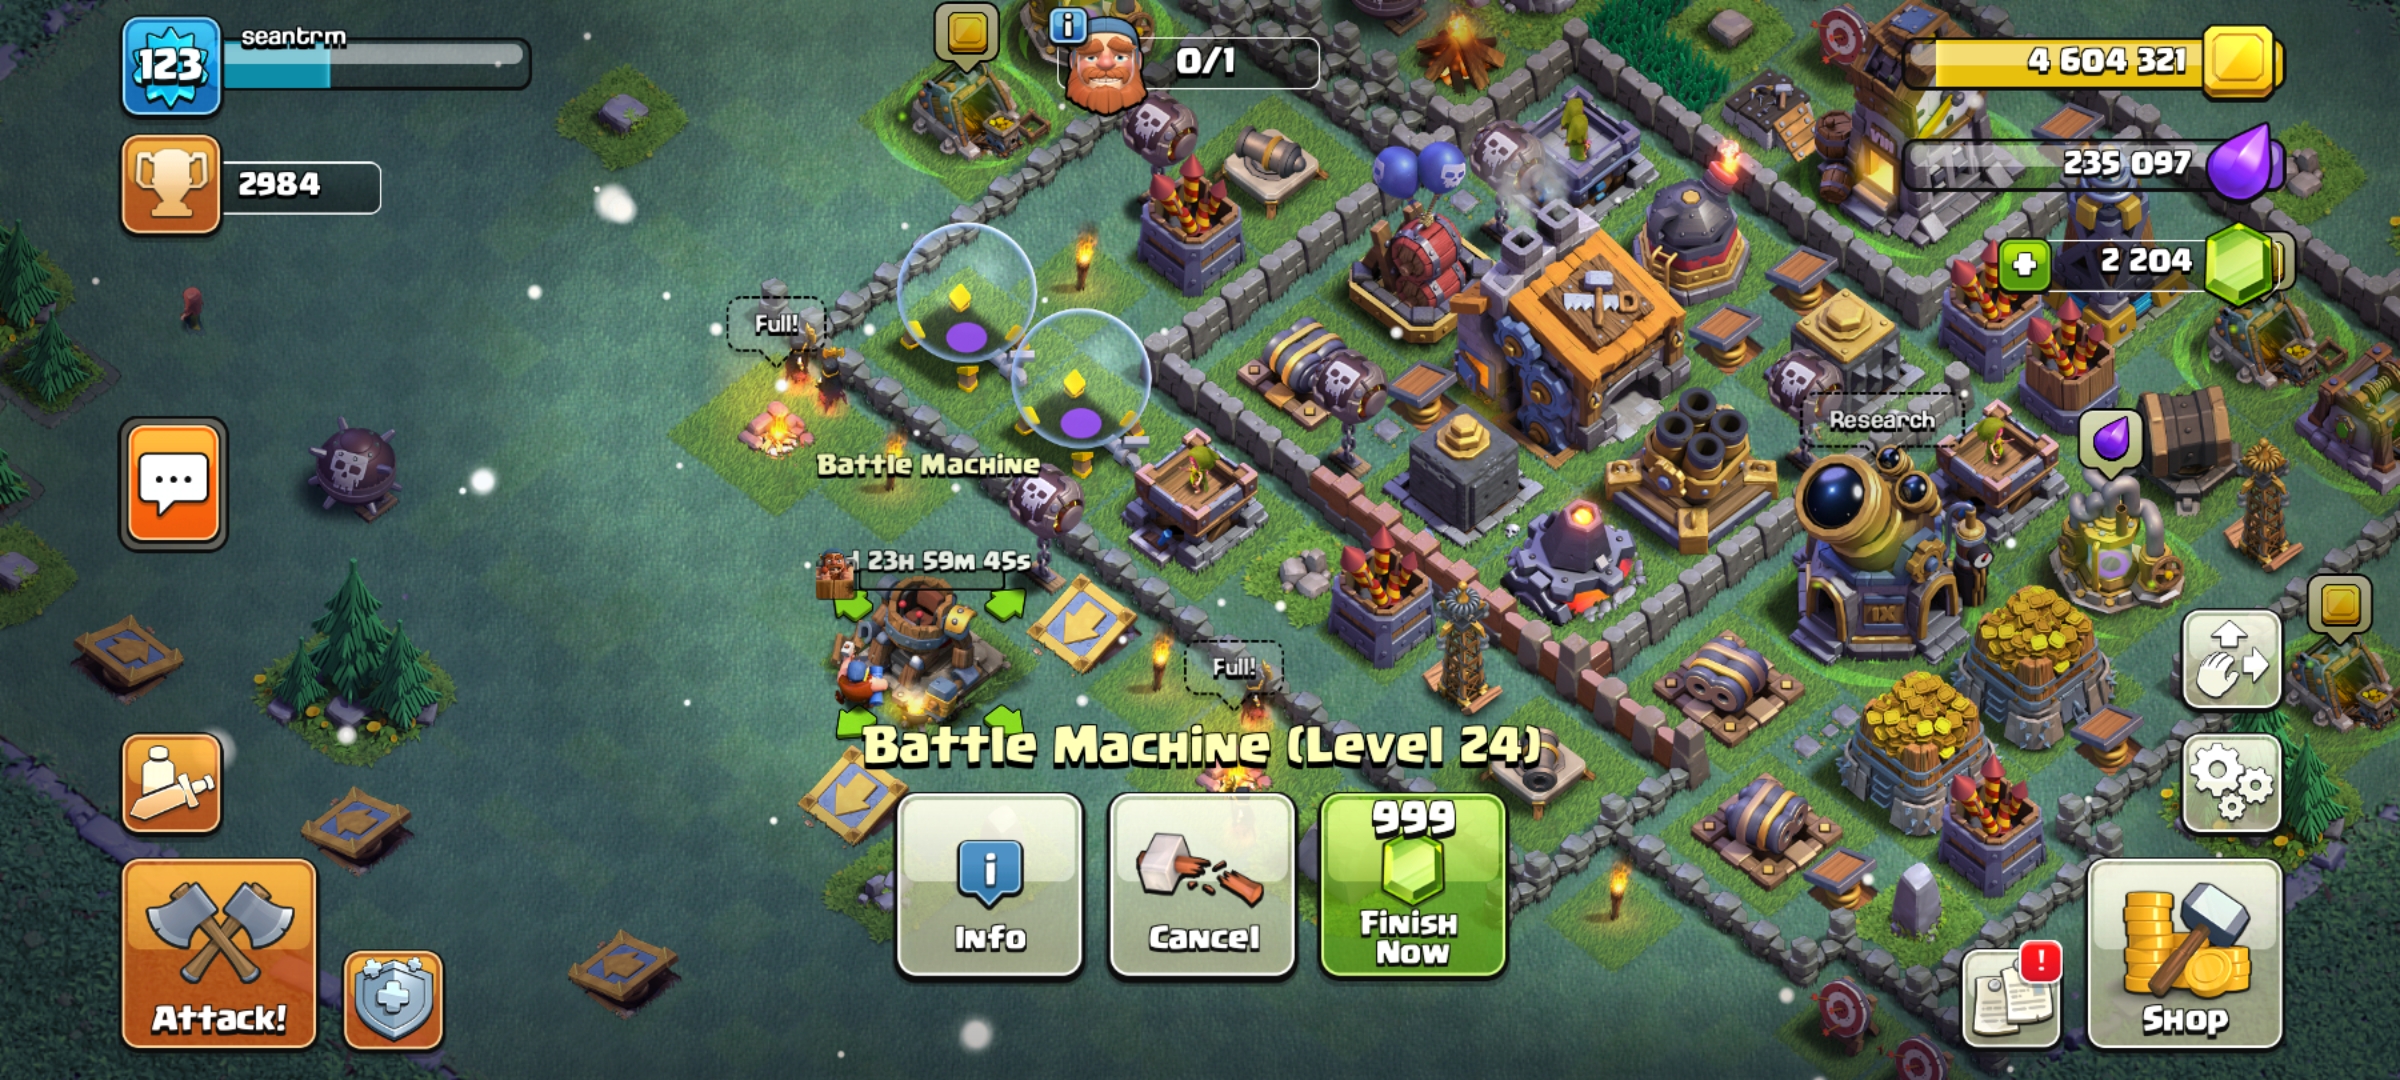 seantrm
123
0/1
4 604 321
2984
235 097
2 204
Full!
Research
Battle Machine
23H 59M 45s
Full!
IX
Battle Machine (Level 24)
999
Info
Cancel
Finish
Now
Attack!
!
Shop